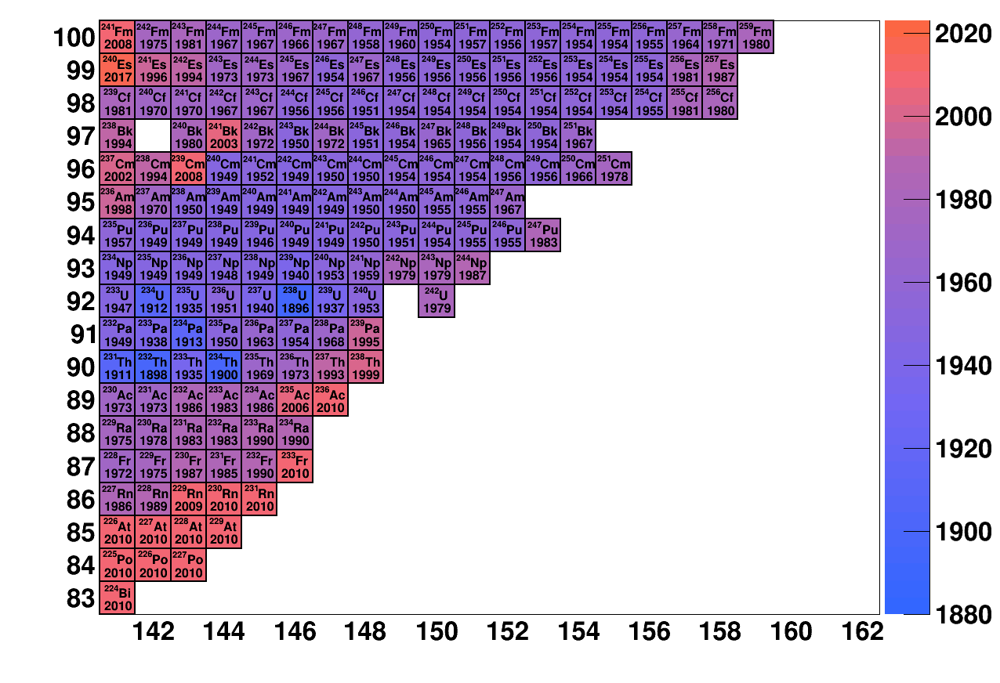 100 241Fm 242Fm 243Fm 244Fm 245Fm 246Fm 247Fm 248Fm 249Fm 250Fm 251Fm 252Fm 253Fm 254Fm 255Fm 256Fm 257Fm 258Fm 259Fm
2008 1975 1981 1967 1967 1966 1967 1958 1960 1954 1957 1956 1957 1954 1954 1955 1964 1971 1980
99 240Es 241Es 242Es 243Es 244Es 245Es 246Es 247Es 248Es 249Es 250Es 251Es 252Es 253Es 254Es 255Es 256Es 257Es
2017 1996 1994 1973 1973 1967 1954 1967 1956 1956 1956 1956 1956 1954 1954 1954 1981 1987
98 239Cf 240Cf 241Cf 242Cf 243Cf 244Cf 245Cf 246Cf 247Cf 248Cf 249Cf 250Cf 251Cf 252Cf 253Cf 254Cf 255Cf 256Cf
1981 1970 1970 1967 1967 1956 1956 1951 1954 1954 1954 1954 1954 1954 1954 1955 1981 1980
97 238Bk 240Bk 241Bk 242Bk 243Bk 244Bk 245Bk 246Bk 247Bk 248Bk 249Bk 250Bk 251Bk
1994 1980 2003 1972 1950 1972 1951 1954 1965 1956 1954 1954 1967
96 237Cm 238Cm 239Cm 240Cm 241Cm 242Cm 243Cm 244Cm 245Cm 246Cm 247Cm 248Cm 249Cm 250Cm 251Cm
2002 1994 2008 1949 1952 1949 1950 1950 1954 1954 1954 1956 1956 1966 1978
95 236Am 237Am 238Am 239Am 240Am 241Am 242Am 243Am 244Am 245Am 246Am 247Am
1998 1970 1950 1949 1949 1949 1949 1950 1950 1955 1955 1967
94 235Pu 236Pu 237Pu 238Pu 239Pu 240Pu 241Pu 242Pu 243Pu 244Pu 245Pu 246Pu 247Pu
1957 1949 1949 1949 1946 1949 1949 1950 1951 1954 1955 1955 1983
93 234Np 235Np 236Np 237Np 238Np 239Np 240Np 241Np 242Np 243Np 244Np
1949 1949 1949 1948 1949 1940 1953 1959 1979 1979 1987
92 233U 234U 235U 236U 237U 238U 239U 240U 242U
1947 1912 1935 1951 1940 1896 1937 1953 1979
91 232Pa 233Pa 234Pa 235Pa 236Pa 237Pa 238Pa 239Pa
1949 1938 1913 1950 1963 1954 1968 1995
90 231Th 232Th 233Th 234Th 235Th 236Th 237Th 238Th
1911 1898 1935 1900 1969 1973 1993 1999
89 230Ac 231Ac 232Ac 233Ac 234Ac 235Ac 236Ac
1973 1973 1986 1983 1986 2006 2010
88 229Ra 230Ra 231Ra 232Ra 233Ra 234Ra
1975 1978 1983 1983 1990 1990
87 228Fr 229Fr 230Fr 231Fr 232Fr 233Fr
1972 1975 1987 1985 1990 2010
86 227Rn 228Rn 229Rn 230Rn 231Rn
1986 1989 2009 2010 2010
85 226At 227At 228At 229At
2010 2010 2010 2010
84 225Po 226Po 227Po
2010 2010 2010
83 224Bi
2010
142 144 146 148 150 152 154 156 158 160 162
2020
2000
1980
1960
1940
1920
1900
1880